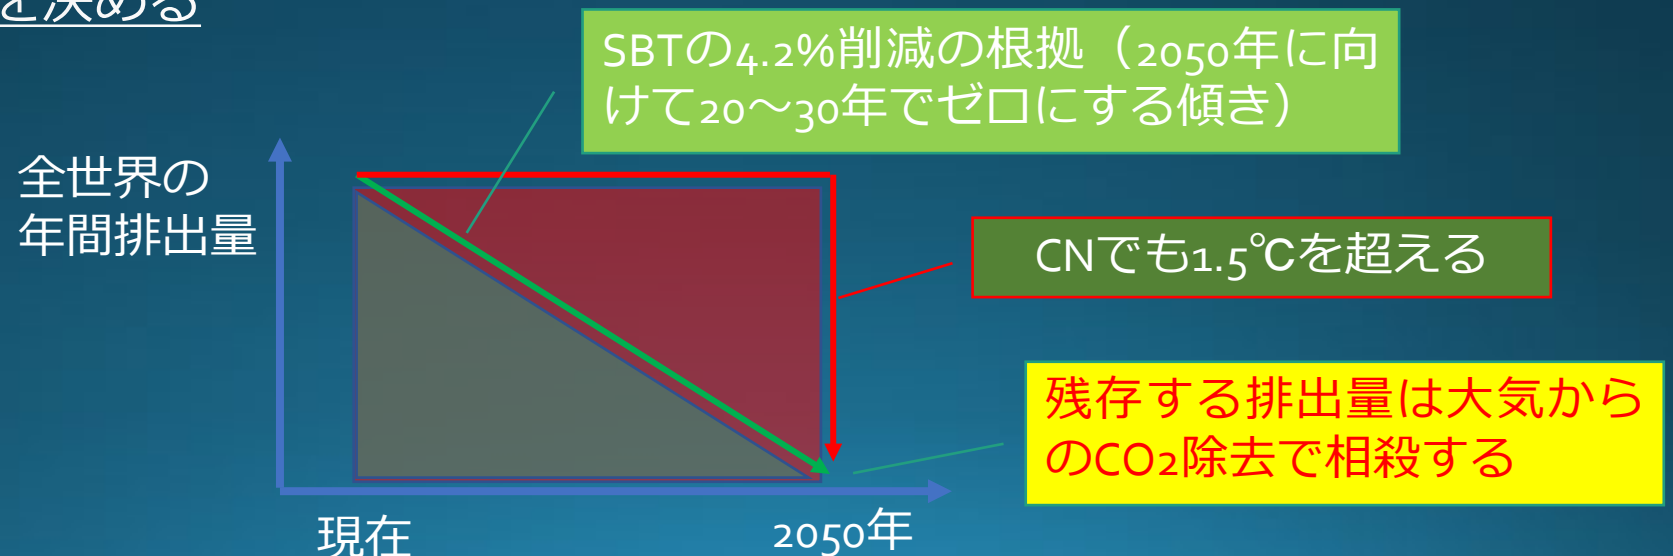 を決める
SBTの4.2%削減の根拠（2050年に向
けて20～30年でゼロにする傾き）
全世界の
年間排出量
CNでも1.5℃を超える
残存する排出量は大気から
のCO2除去で相殺する
現在
2050年